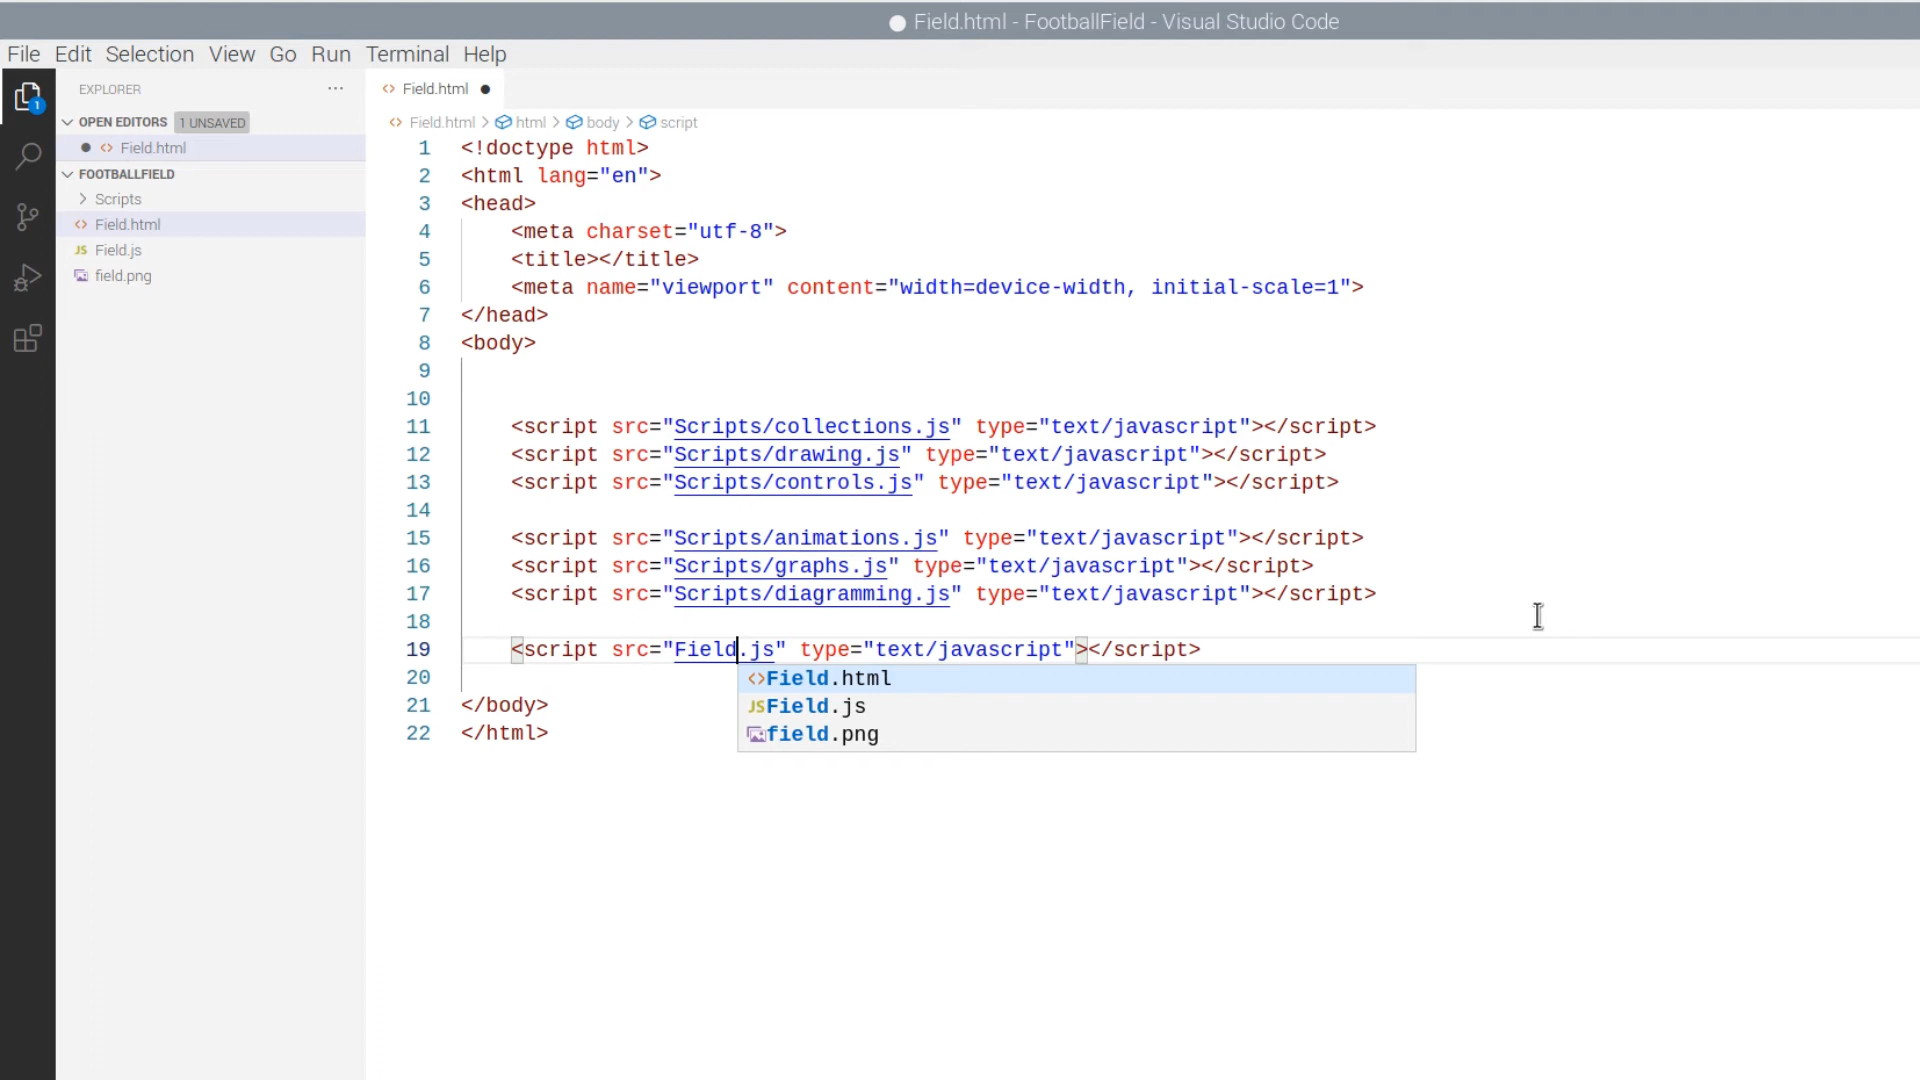 Field.html - FootballField - Visual Studio Code
File Edit Selection View Go Run Terminal Help
EXPLORER ···
Field.html
1
OPEN EDITORS 1 UNSAVED
Field.html > html > body > script
Field.html
FOOTBALLFIELD
Scripts
Field.html
JS Field.js
field.png
1 <!doctype html>
2 <html lang="en">
3 <head>
4 <meta charset="utf-8">
5 <title></title>
6 <meta name="viewport" content="width=device-width, initial-scale=1">
7 </head>
8 <body>
9
10
11 <script src="Scripts/collections.js" type="text/javascript"></script>
12 <script src="Scripts/drawing.js" type="text/javascript"></script>
13 <script src="Scripts/controls.js" type="text/javascript"></script>
14
15 <script src="Scripts/animations.js" type="text/javascript"></script>
16 <script src="Scripts/graphs.js" type="text/javascript"></script>
17 <script src="Scripts/diagramming.js" type="text/javascript"></script>
18
19 <script src="Field.js" type="text/javascript"></script>
20
21 </body>
22 </html>
<>Field.html
JSField.js
field.png